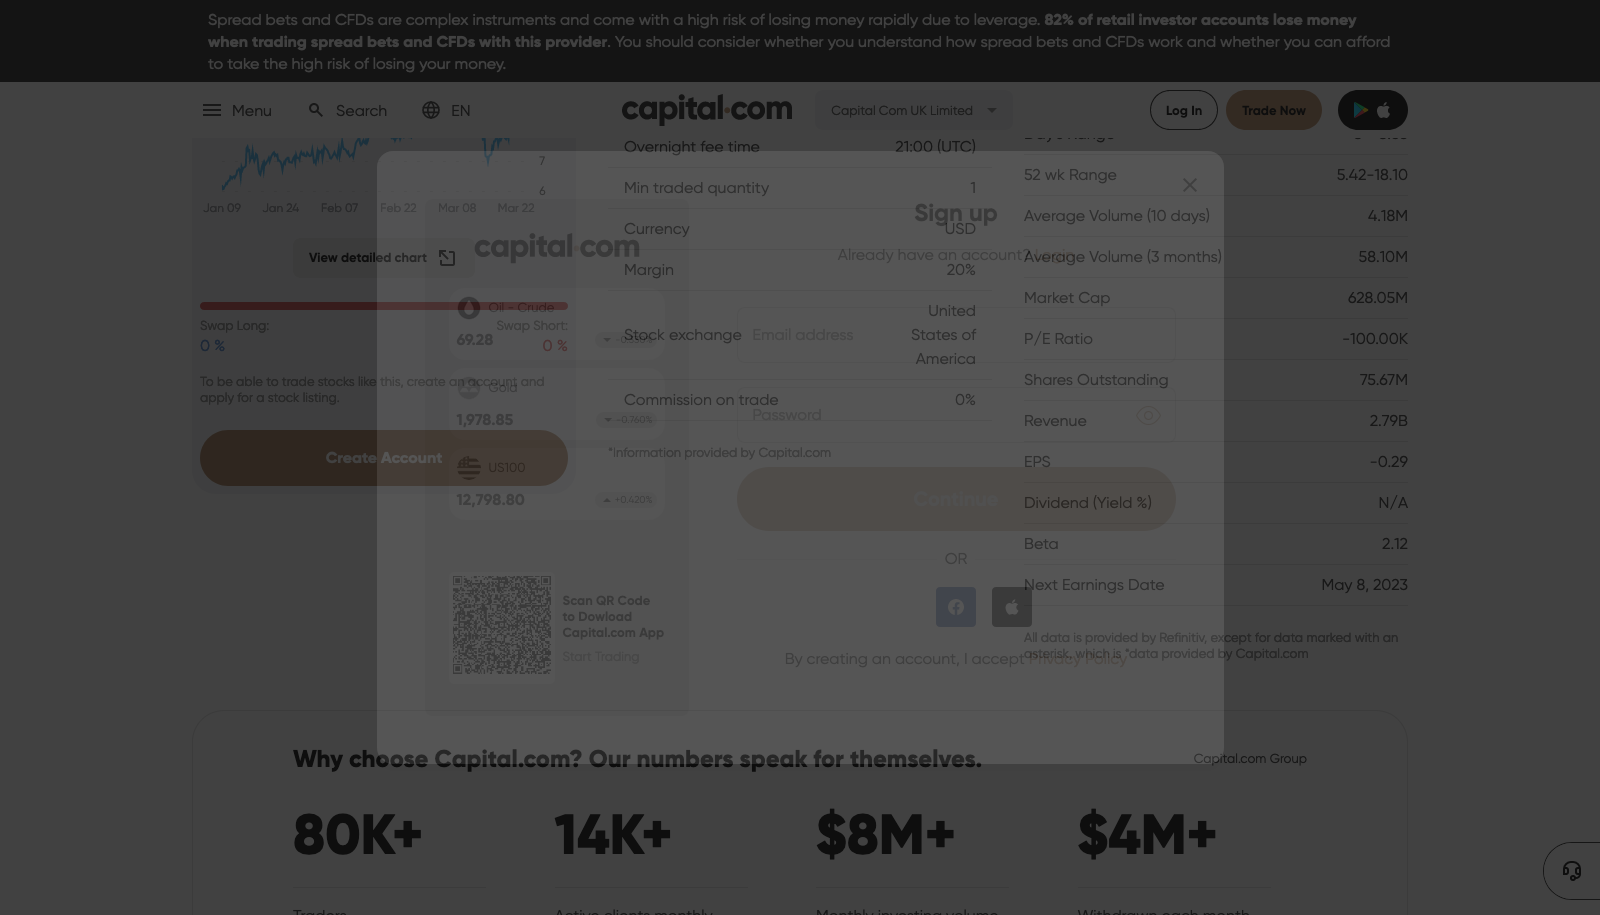 Spread bets and CFDs are complex instruments and come with a high risk of losing money rapidly due to leverage. 82% of retail investor accounts lose money
when trading spread bets and CFDs with this provider. You should consider whether you understand how spread bets and CFDs work and whether you can afford
to take the high risk of losing your money.
Menu
Search
EN
capital.com
Capital Com UK Limited
Log In
Trade Now
7
6
Jan 09 Jan 24 Feb 07 Feb 22 Mar 08 Mar 22
View detailed chart
Swap Long:
0 %
Swap Short:
0 %
To be able to trade stocks like this, create an account and
apply for a stock listing.
Create Account
Overnight fee time 21:00 (UTC)
Min traded quantity 1
Currency USD
Margin 20%
Stock exchange United
States of
America
Commission on trade 0%
*Information provided by Capital.com
52 wk Range 5.42-18.10
Average Volume (10 days) 4.18M
Average Volume (3 months) 58.10M
Market Cap 628.05M
P/E Ratio -100.00K
Shares Outstanding 75.67M
Revenue 2.79B
EPS -0.29
Dividend (Yield %) N/A
Beta 2.12
Next Earnings Date May 8, 2023
All data is provided by Refinitiv, except for data marked with an
asterisk, which is *data provided by Capital.com
capital.com
Oil - Crude
69.28
Gold
1,978.85 -0.760%
US100
12,798.80 +0.420%
Scan QR Code
to Dowload
Capital.com App
Start Trading
Sign up
Already have an account?
Email address
Password
Continue
OR
By creating an account, I accept Privacy Policy
Why choose Capital.com? Our numbers speak for themselves.
Capital.com Group
80K+ 14K+ $8M+ $4M+
Traders Active clients monthly Monthly investing volume Withdrawn each month